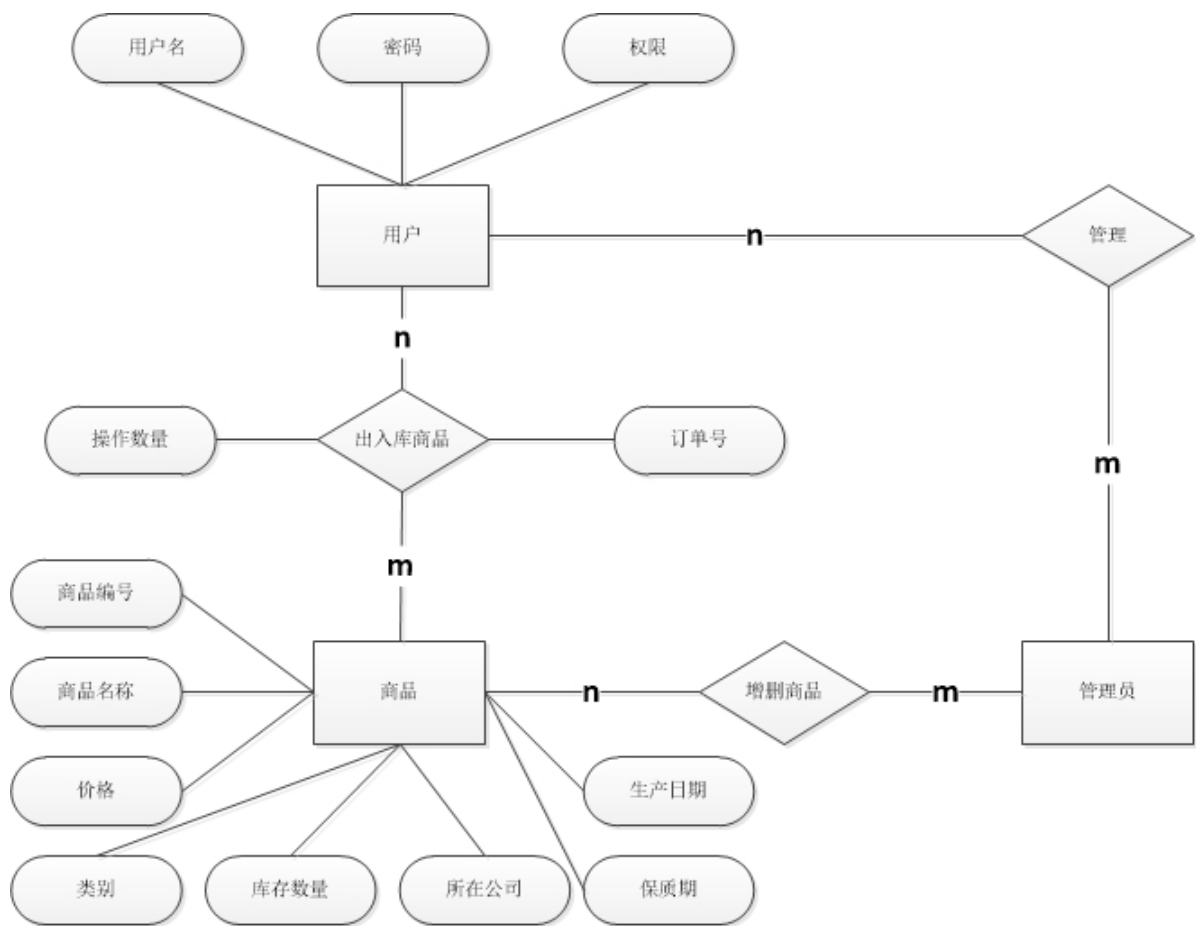 用户名
密码
权限
用户
n
管理
n
操作数量
出入库商品
订单号
m
m
商品编号
商品名称
商品
n
增删商品
m
管理员
价格
生产日期
类别
库存数量
所在公司
保质期